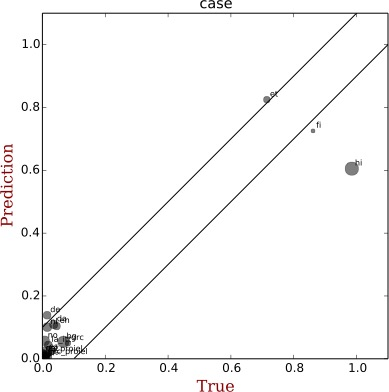 case
1.0
0.8
0.6
0.4
0.2
0.0
Prediction
et
fi
hi
de
da
en
no
bg
grc
0.0
0.2
0.4
0.6
0.8
1.0
True